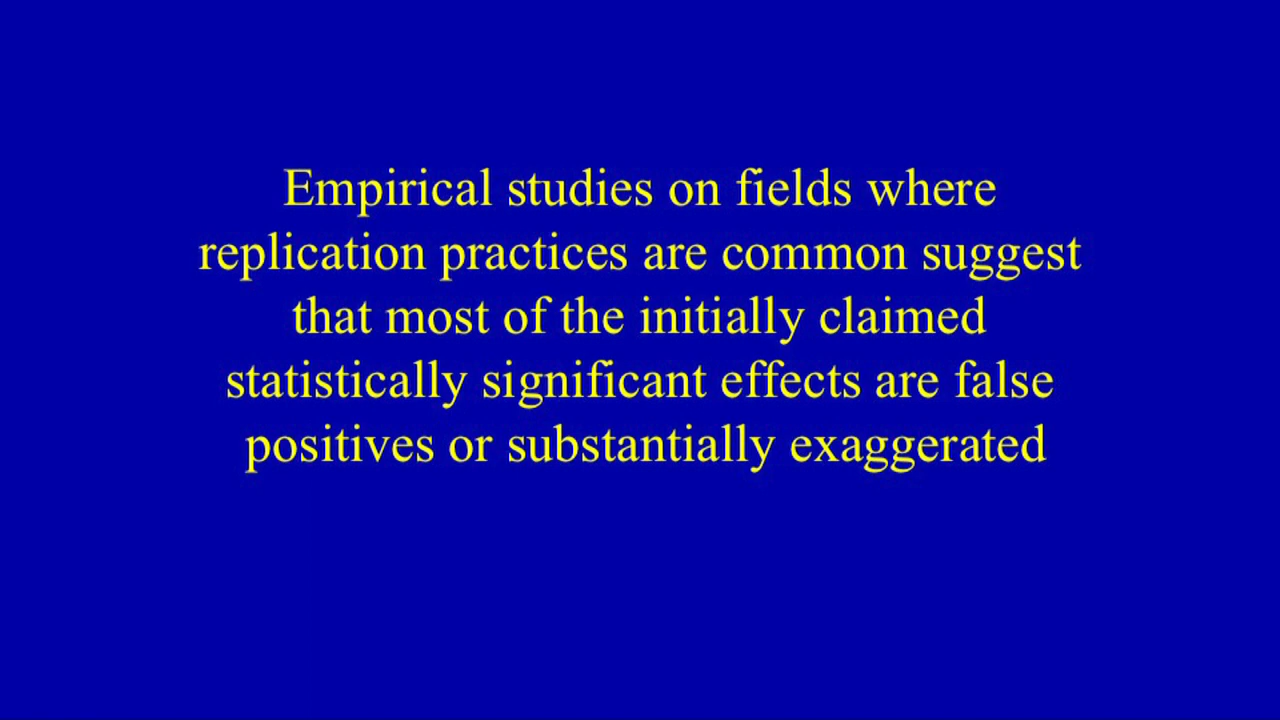 Empirical studies on fields where
replication practices are common suggest
that most of the initially claimed
statistically significant effects are false
positives or substantially exaggerated